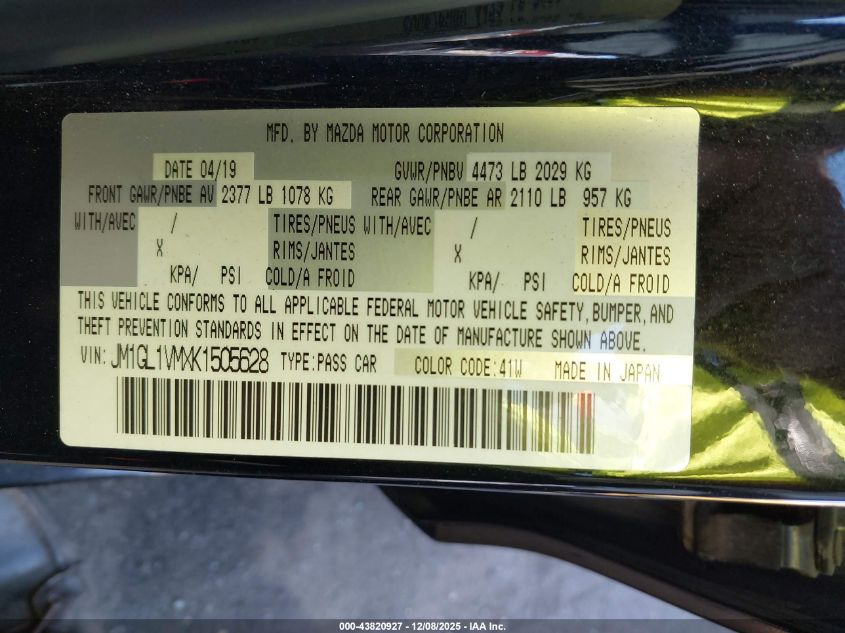 MFD. BY MAZDA MOTOR CORPORATION
DATE 04/19 GVWR/PNBV 4473 LB 2029 KG
FRONT GAWR/PNBE AV 2377 LB 1078 KG REAR GAWR/PNBE AR 2110 LB 957 KG
WITH/AVEC / TIRES/PNEUS WITH/AVEC / TIRES/PNEUS
X RIMS/JANTES X RIMS/JANTES
KPA/ PSI COLD/A FROID KPA/ PSI COLD/A FROID
THIS VEHICLE CONFORMS TO ALL APPLICABLE FEDERAL MOTOR VEHICLE SAFETY, BUMPER, AND
THEFT PREVENTION STANDARDS IN EFFECT ON THE DATE OF MANUFACTURE SHOWN ABOVE.
VIN: JM1GL1VMXK1505628 TYPE:PASS CAR COLOR CODE:41W MADE IN JAPAN
000-43820927 - 12/08/2025 - IAA Inc.